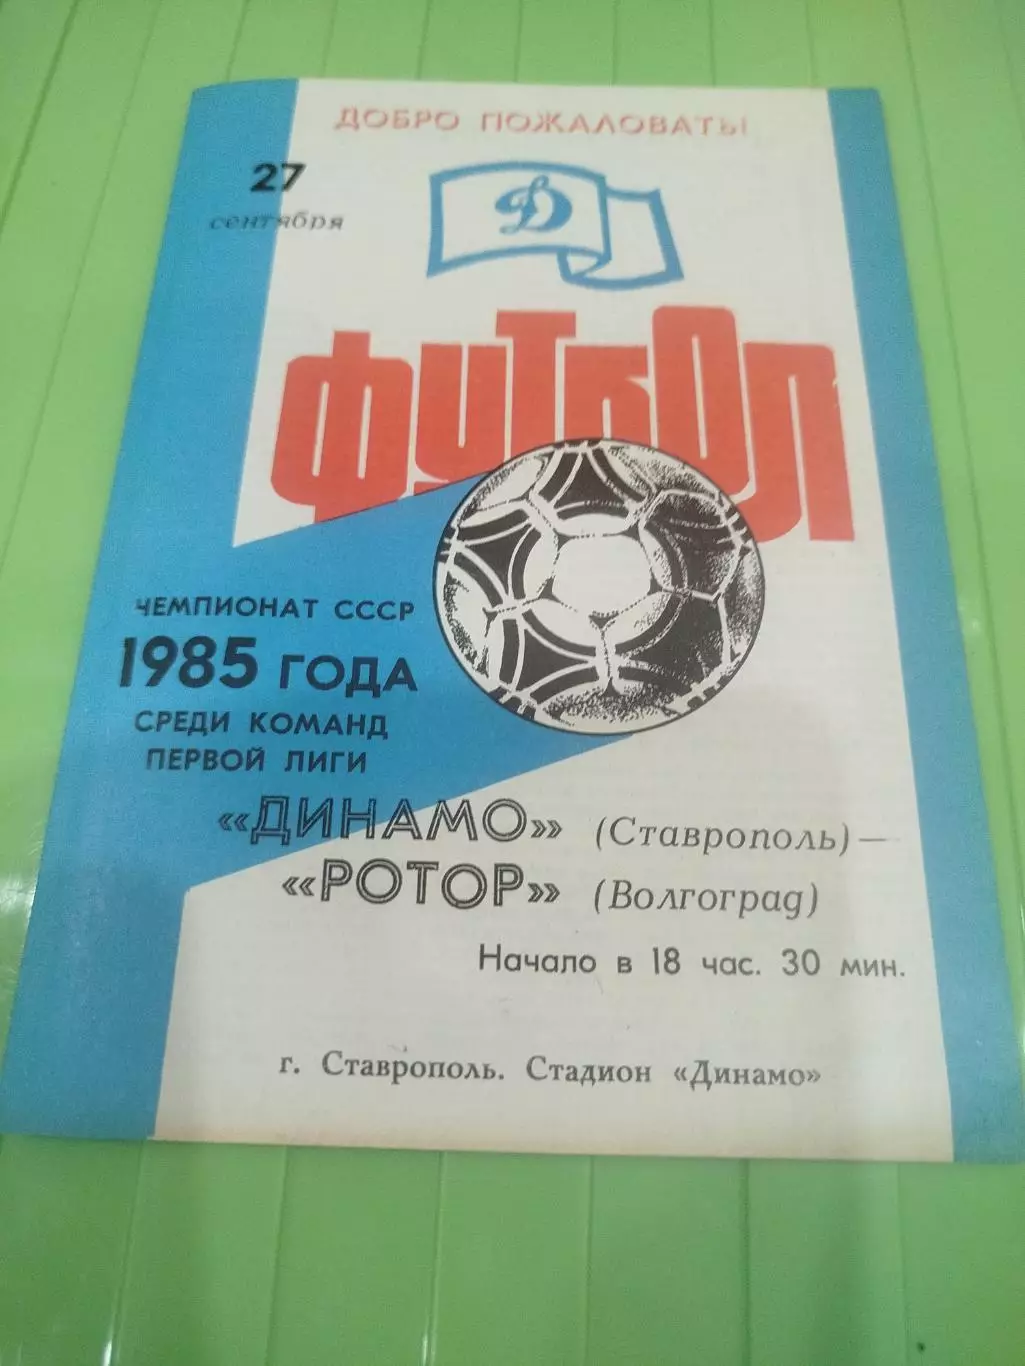 ДОБРО ПОЖАЛОВАТЬ!
27
сентября
Д
ФУТБОЛ
ЧЕМПИОНАТ СССР
1985 ГОДА
СРЕДИ КОМАНД
ПЕРВОЙ ЛИГИ
«ДИНАМО» (Ставрополь) —
«РОТОР» (Волгоград)
Начало в 18 час. 30 мин.
г. Ставрополь. Стадион «Динамо»